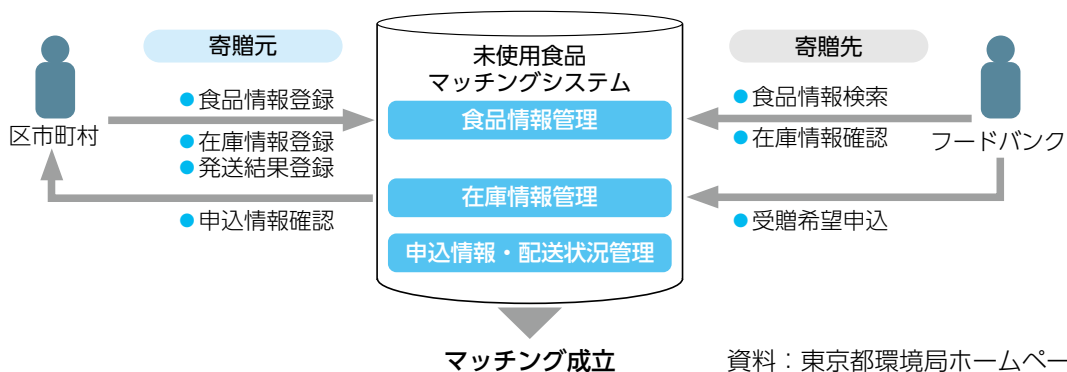 寄贈元
●食品情報登録
●在庫情報登録
●発送結果登録
●申込情報確認
区市町村
未使用食品
マッチングシステム
食品情報管理
在庫情報管理
申込情報・配送状況管理
寄贈先
●食品情報検索
●在庫情報確認
●受贈希望申込
フードバンク
マッチング成立
資料：東京都環境局ホームペー